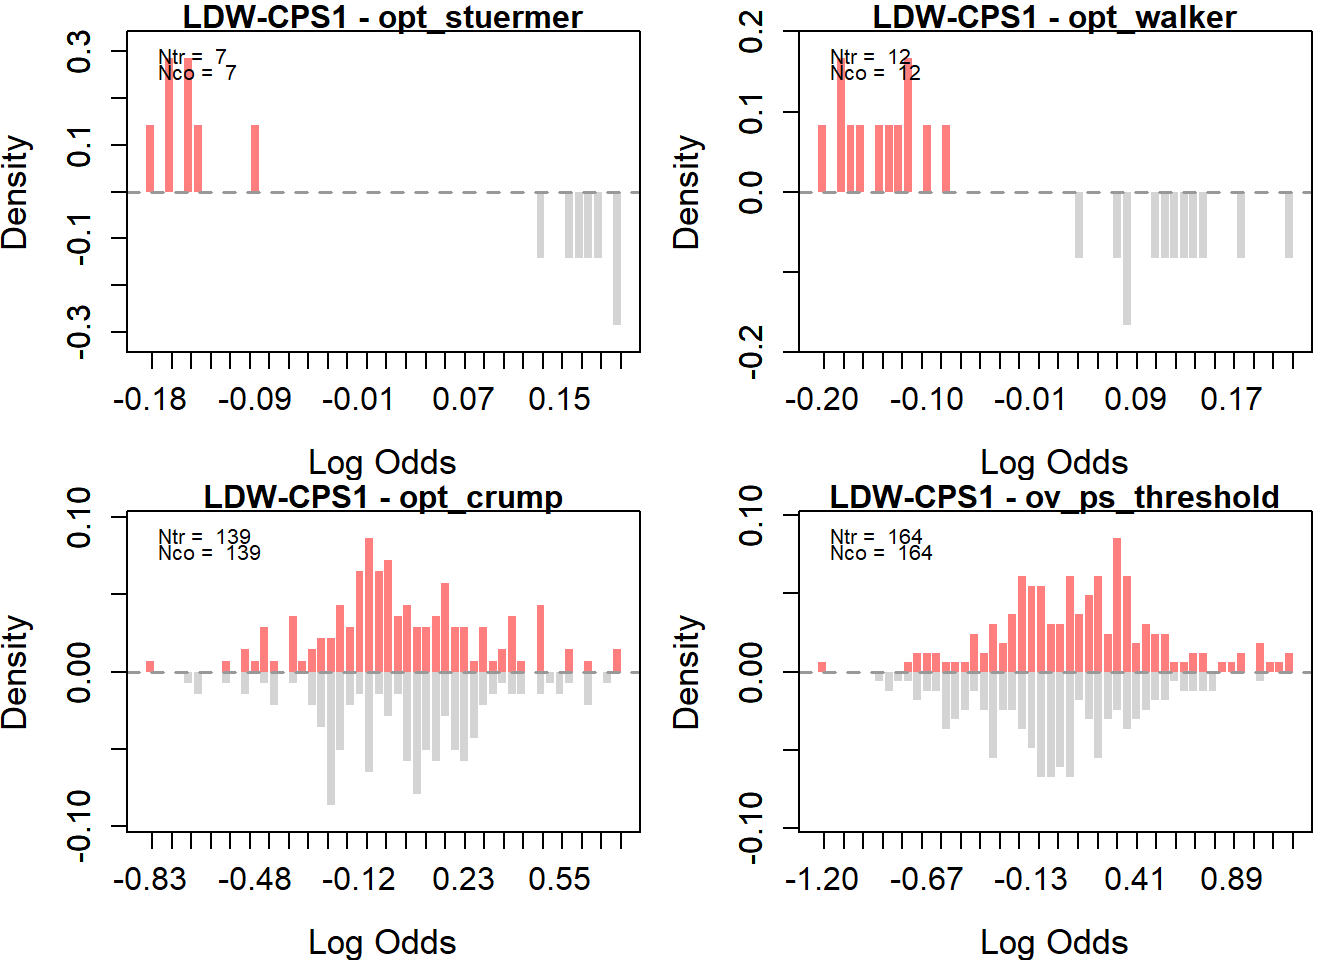 LDW-CPS1 - opt_stuermer
Ntr = 7
Nco = 7
Density
0.3
0.1
-0.1
-0.3
-0.18 -0.09 -0.01 0.07 0.15
Log Odds
LDW-CPS1 - opt_walker
Ntr = 12
Nco = 12
Density
0.2
0.1
0.0
-0.2
-0.20 -0.10 -0.01 0.09 0.17
Log Odds
LDW-CPS1 - opt_crump
Ntr = 139
Nco = 139
Density
0.10
0.00
-0.10
-0.83 -0.48 -0.12 0.23 0.55
Log Odds
LDW-CPS1 - ov_ps_threshold
Ntr = 164
Nco = 164
Density
0.10
0.00
-0.10
-1.20 -0.67 -0.13 0.41 0.89
Log Odds